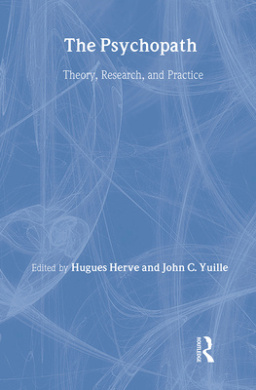 The Psychopath
Theory, Research, and Practice
Edited by Hugues Herve and John C. Yuille
ROUTLEDGE